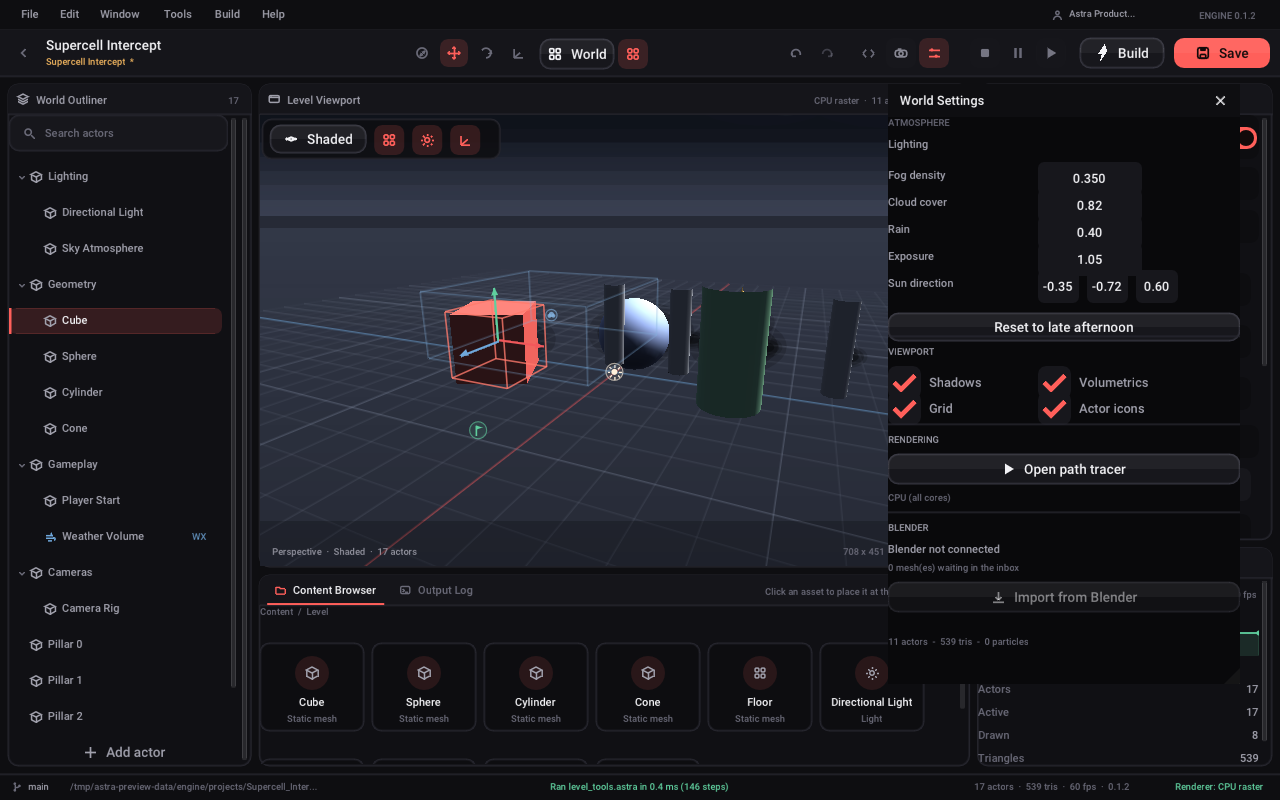 File Edit Window Tools Build Help
Astra Product...
ENGINE 0.1.2
Supercell Intercept
Supercell Intercept *
World
Build
Save
World Outliner 17
Search actors
Lighting
Directional Light
Sky Atmosphere
Geometry
Cube
Sphere
Cylinder
Cone
Gameplay
Player Start
Weather Volume WX
Cameras
Camera Rig
Pillar 0
Pillar 1
Pillar 2
Add actor
Level Viewport
CPU raster · 11 a
Shaded
Perspective · Shaded · 17 actors
708 x 451
Content Browser
Output Log
Click an asset to place it at th
Content / Level
Cube
Static mesh
Sphere
Static mesh
Cylinder
Static mesh
Cone
Static mesh
Floor
Static mesh
Directional Light
Light
World Settings
ATMOSPHERE
Lighting
Fog density 0.350
Cloud cover 0.82
Rain 0.40
Exposure 1.05
Sun direction -0.35 -0.72 0.60
Reset to late afternoon
VIEWPORT
Shadows Volumetrics
Grid Actor icons
RENDERING
Open path tracer
CPU (all cores)
BLENDER
Blender not connected
0 mesh(es) waiting in the inbox
Import from Blender
11 actors · 539 tris · 0 particles
fps
Actors 17
Active 17
Drawn 8
Triangles 539
main
/tmp/astra-preview-data/engine/projects/Supercell_Inter...
Ran level_tools.astra in 0.4 ms (146 steps)
17 actors · 539 tris · 60 fps · 0.1.2
Renderer: CPU raster